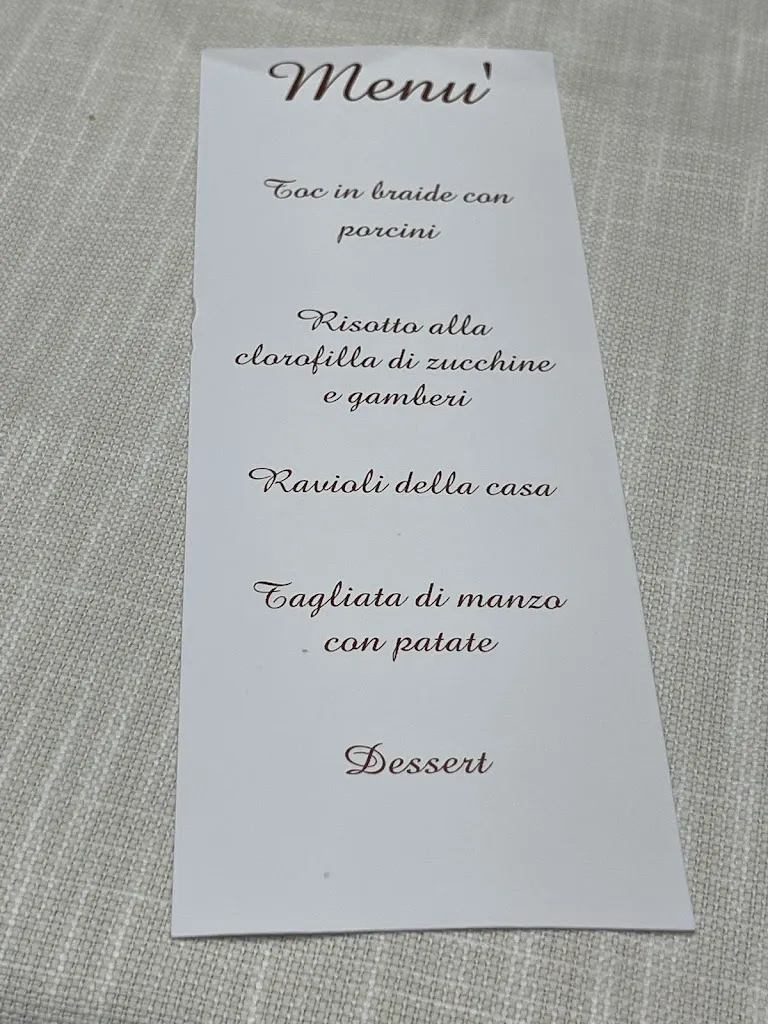 Menu'
Toc in braide con
porcini
Risotto alla
clorofilla di zucchine
e gamberi
Ravioli della casa
Tagliata di manzo
con patate
Dessert